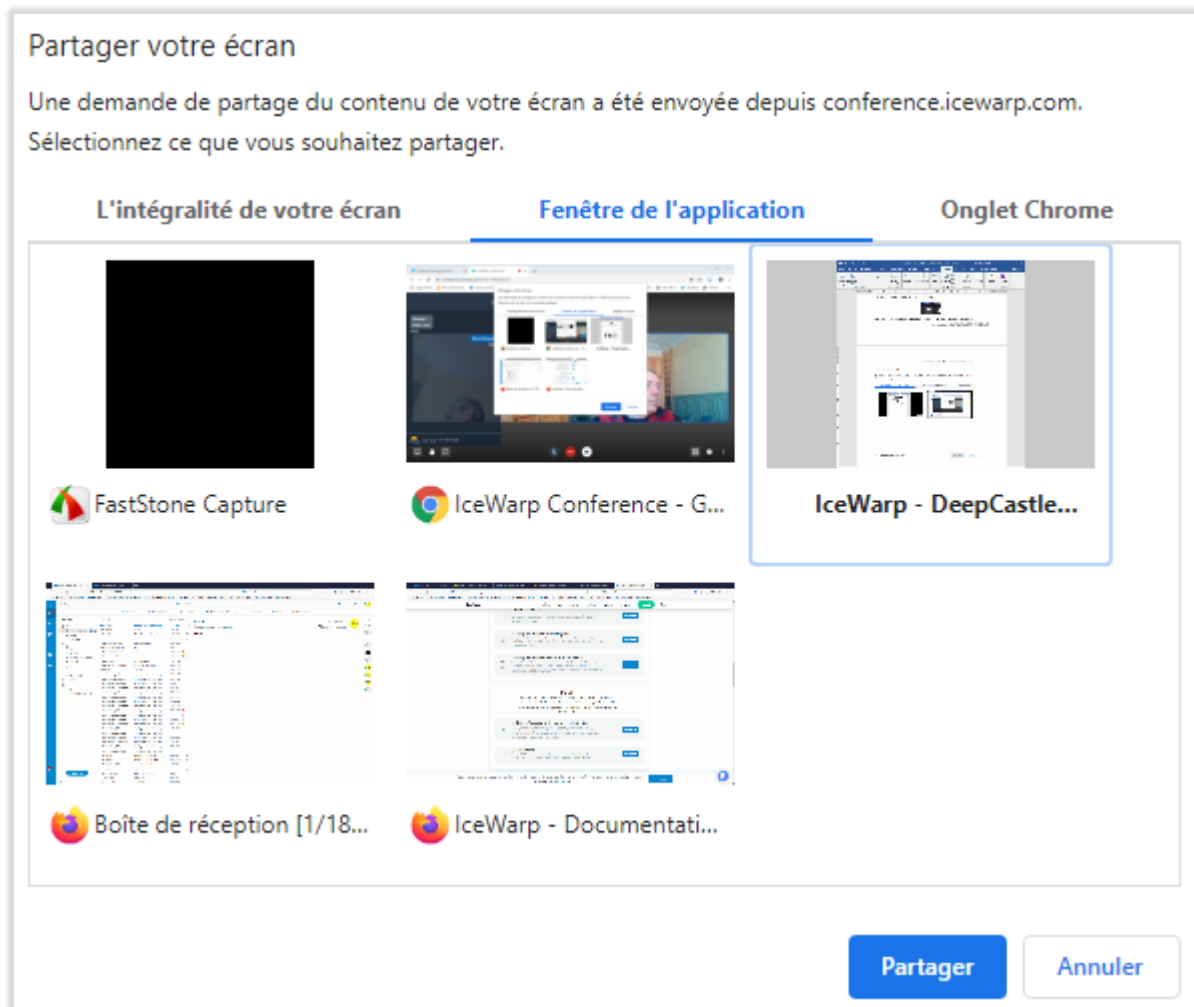 Partager votre écran
Une demande de partage du contenu de votre écran a été envoyée depuis conference.icewarp.com.
Sélectionnez ce que vous souhaitez partager.
L'intégralité de votre écran
Fenêtre de l'application
Onglet Chrome
FastStone Capture
IceWarp Conference - G...
IceWarp - DeepCastle...
Boîte de réception [1/18...
IceWarp - Documentati...
Partager
Annuler